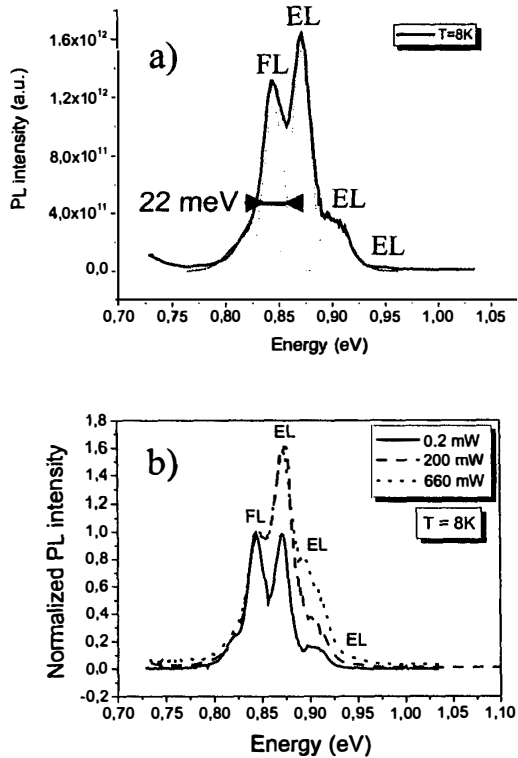 a)
EL
FL
T=8K
1,6x10¹²
1,2x10¹²
8,0x10¹¹
4,0x10¹¹
0,0
PL intensity (a.u.)
22 meV
EL
EL
0,70 0,75 0,80 0,85 0,90 0,95 1,00 1,05
Energy (eV)
b)
EL
FL
EL
EL
0.2 mW
200 mW
660 mW
T = 8K
1,8
1,6
1,4
1,2
1,0
0,8
0,6
0,4
0,2
0,0
-0,2
Normalized PL intensity
0,70 0,75 0,80 0,85 0,90 0,95 1,00 1,05 1,10
Energy (eV)